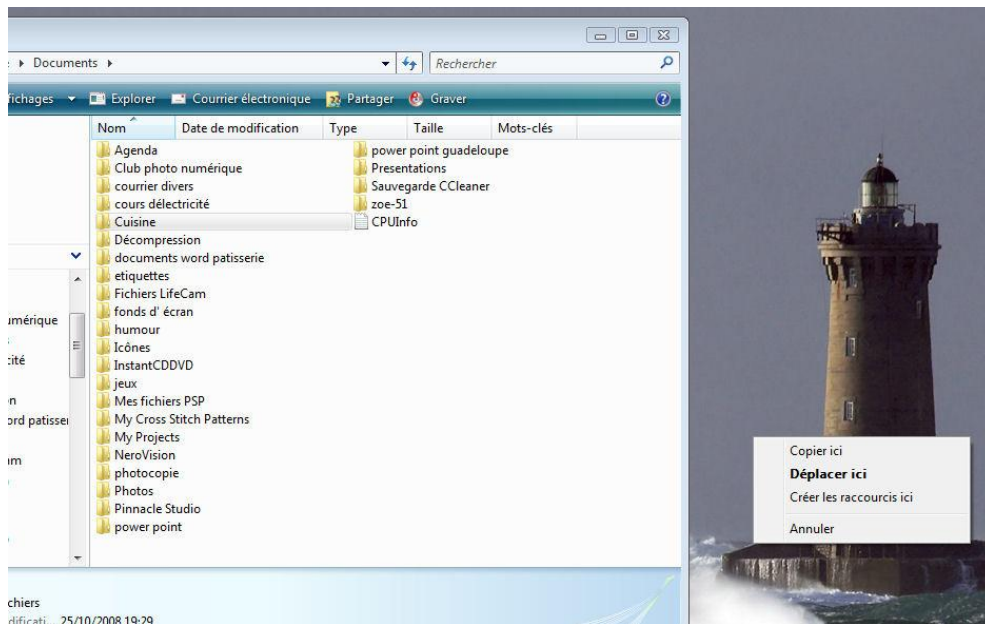 Documents
Rechercher
fichages Explorer Courrier électronique Partager Graver
Nom Date de modification Type Taille Mots-clés
Agenda
Club photo numérique
courrier divers
cours délectricité
Cuisine
Décompression
documents word patisserie
etiquettes
Fichiers LifeCam
fonds d' écran
humour
Icônes
InstantCDDVD
jeux
Mes fichiers PSP
My Cross Stitch Patterns
My Projects
NeroVision
photocopie
Photos
Pinnacle Studio
power point
power point guadeloupe
Presentations
Sauvegarde CCleaner
zoe-51
CPUInfo
umérique
cité
on
ord patisser
am
Copier ici
Déplacer ici
Créer les raccourcis ici
Annuler
chiers
dificati... 25/10/2008 19:29